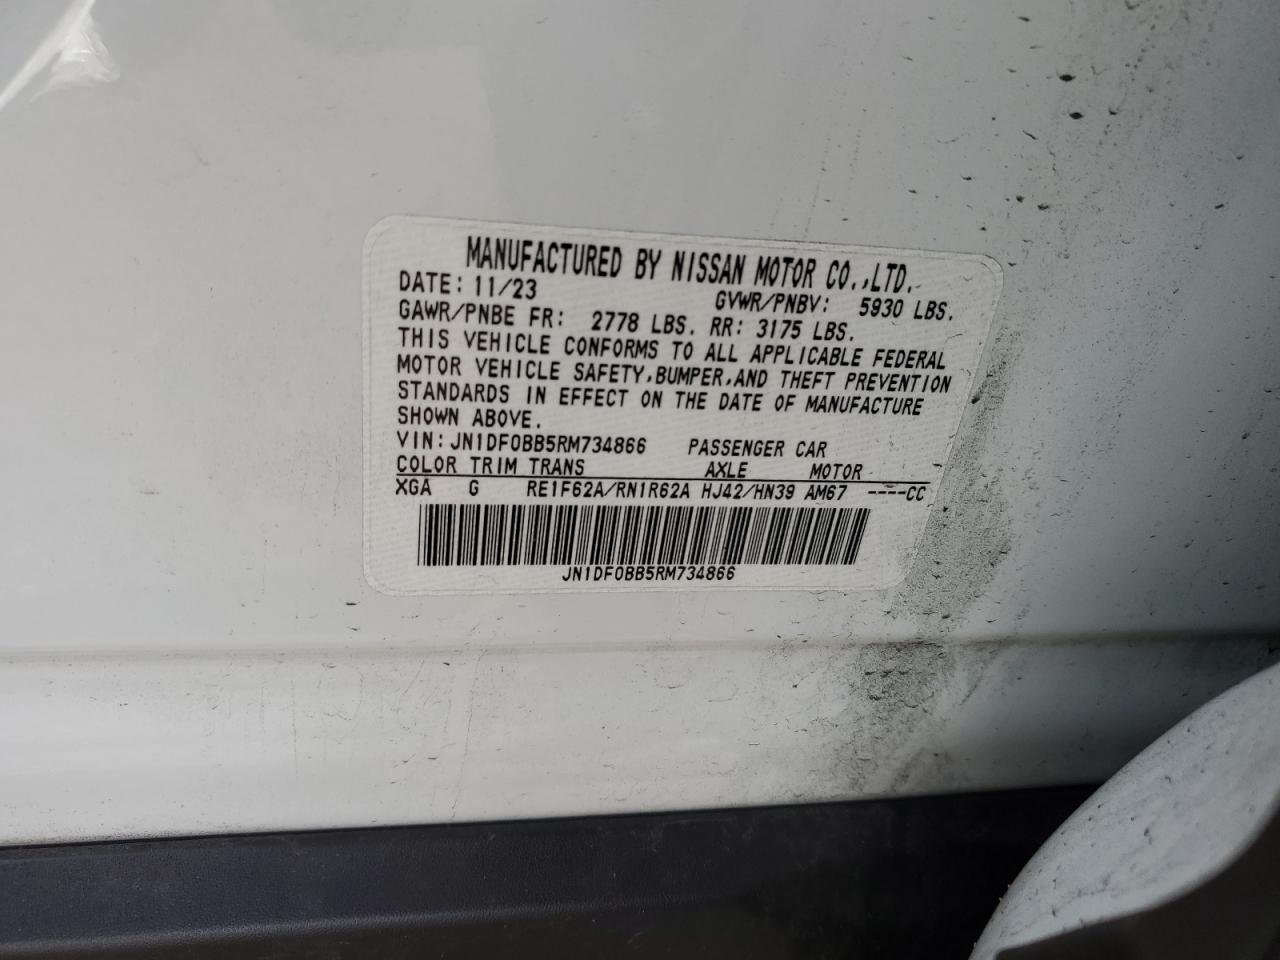 MANUFACTURED BY NISSAN MOTOR CO.,LTD.
DATE: 11/23 GVWR/PNBV: 5930 LBS.
GAWR/PNBE FR: 2778 LBS. RR: 3175 LBS.
THIS VEHICLE CONFORMS TO ALL APPLICABLE FEDERAL
MOTOR VEHICLE SAFETY,BUMPER,AND THEFT PREVENTION
STANDARDS IN EFFECT ON THE DATE OF MANUFACTURE
SHOWN ABOVE.
VIN: JN1DF0BB5RM734866 PASSENGER CAR
COLOR TRIM TRANS AXLE MOTOR
XGA G RE1F62A/RN1R62A HJ42/HN39 AM67 ----CC
JN1DF0BB5RM734866